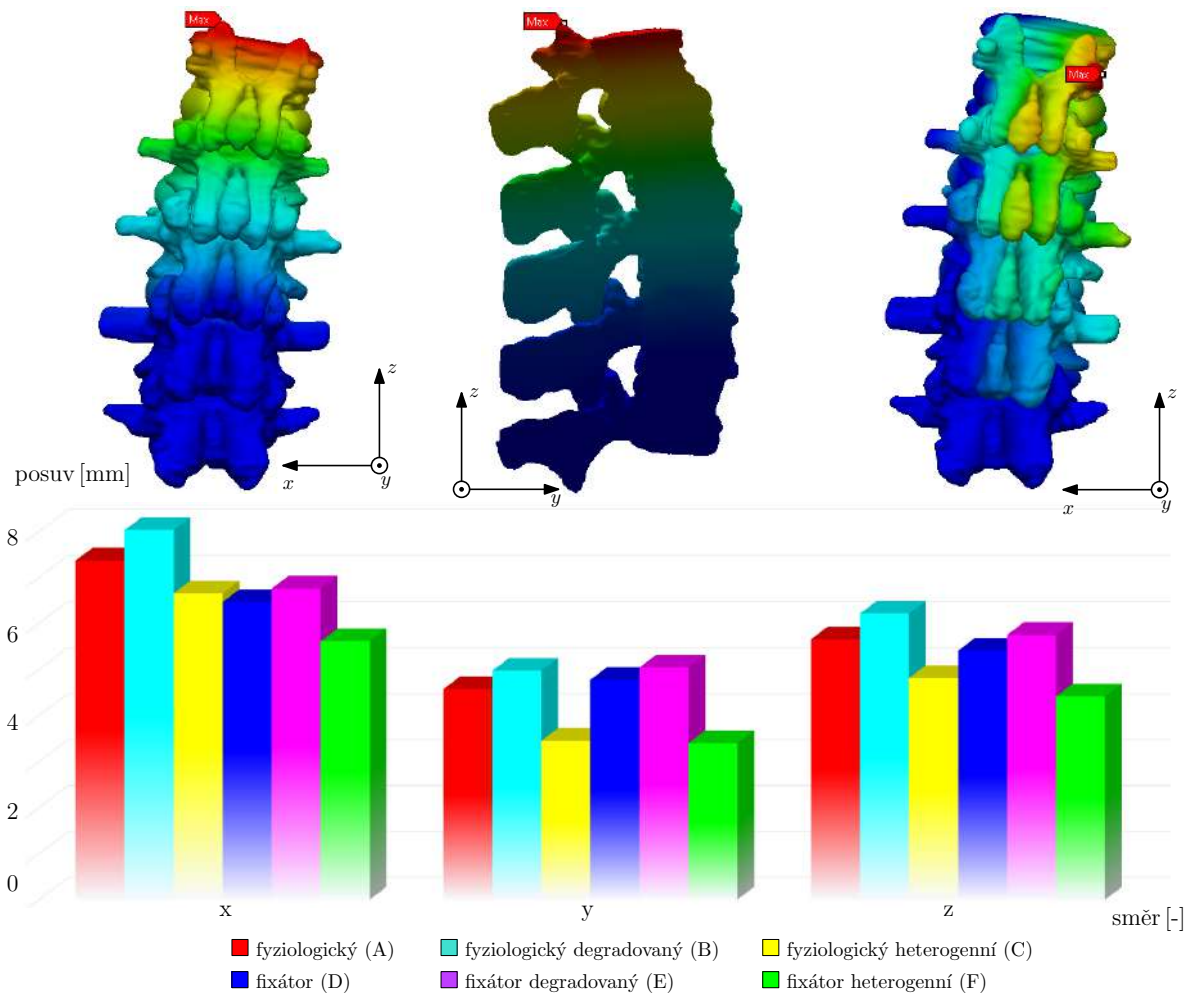 Max
Max
Max
z
x
y
z
y
z
x
y
posuv [mm]
8
6
4
2
0
x
y
z
směr [-]
fyziologický (A)
fyziologický degradovaný (B)
fyziologický heterogenní (C)
fixátor (D)
fixátor degradovaný (E)
fixátor heterogenní (F)